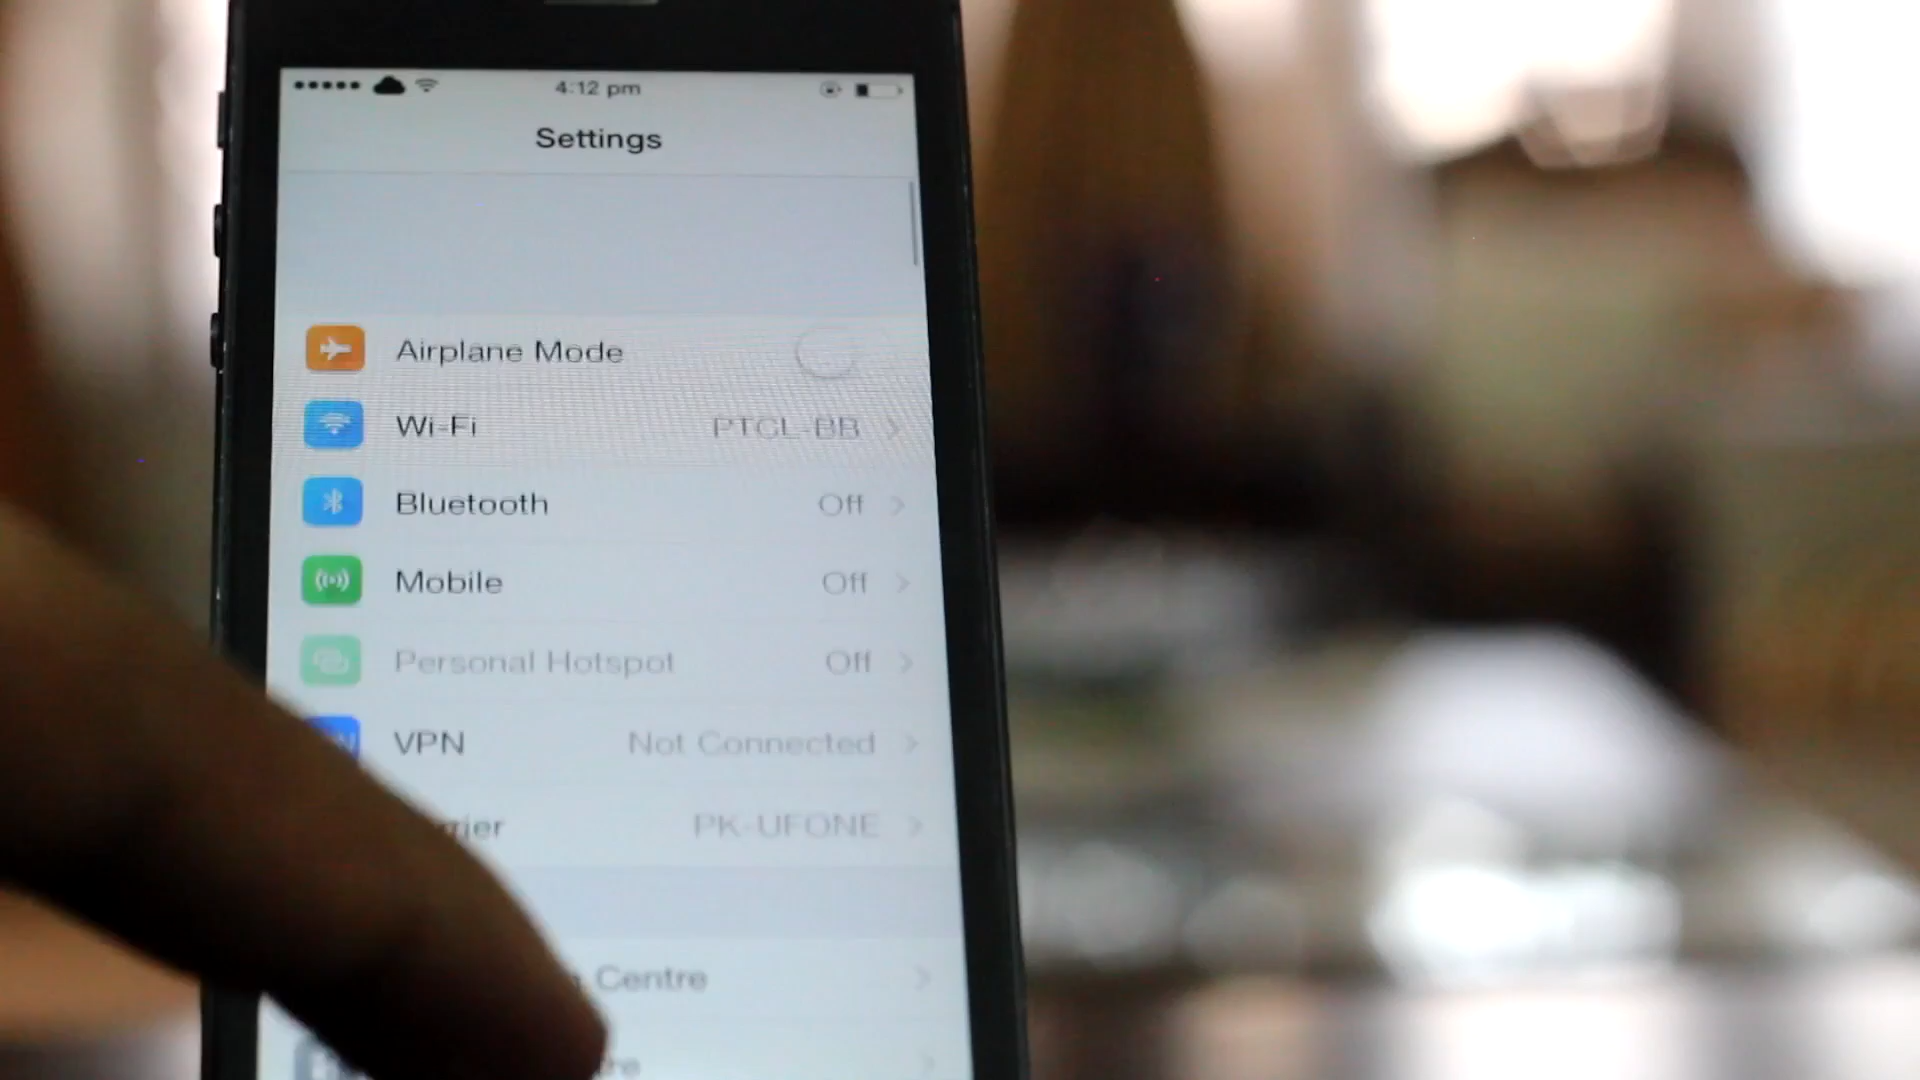 4:12 pm
Settings
Airplane Mode
Wi-Fi PTCL-BB
Bluetooth Off
Mobile Off
Personal Hotspot Off
VPN Not Connected
PK-UFONE
Centre